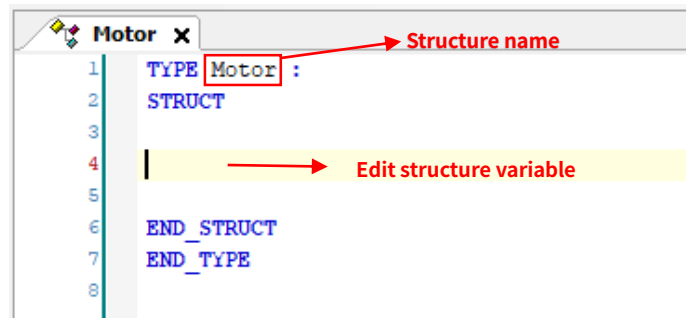 Motor X
Structure name
1 TYPE Motor :
2 STRUCT
3
4 Edit structure variable
5
6 END_STRUCT
7 END_TYPE
8